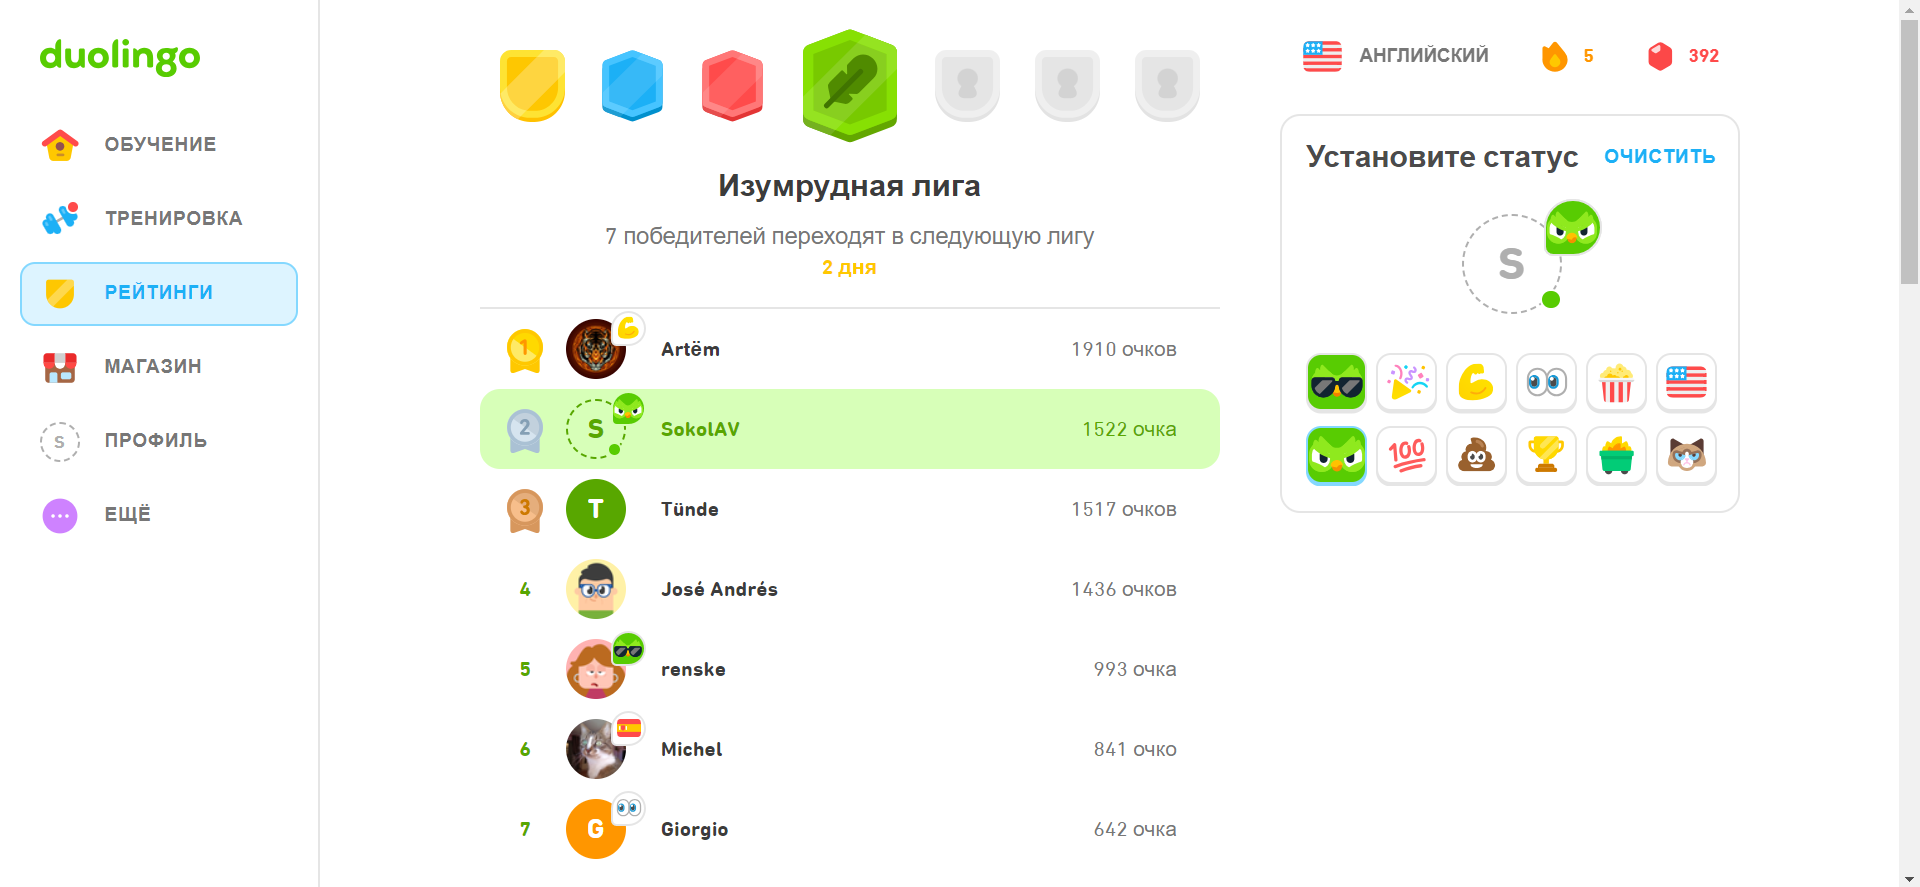 duolingo
ОБУЧЕНИЕ
ТРЕНИРОВКА
РЕЙТИНГИ
МАГАЗИН
S
ПРОФИЛЬ
ЕЩЁ
Изумрудная лига
7 победителей переходят в следующую лигу
2 дня
1 Artëm 1910 очков
2 S SokolAV 1522 очка
3 T Tünde 1517 очков
4 José Andrés 1436 очков
5 renske 993 очка
6 Michel 841 очко
7 G Giorgio 642 очка
АНГЛИЙСКИЙ 5 392
Установите статус ОЧИСТИТЬ
S
100